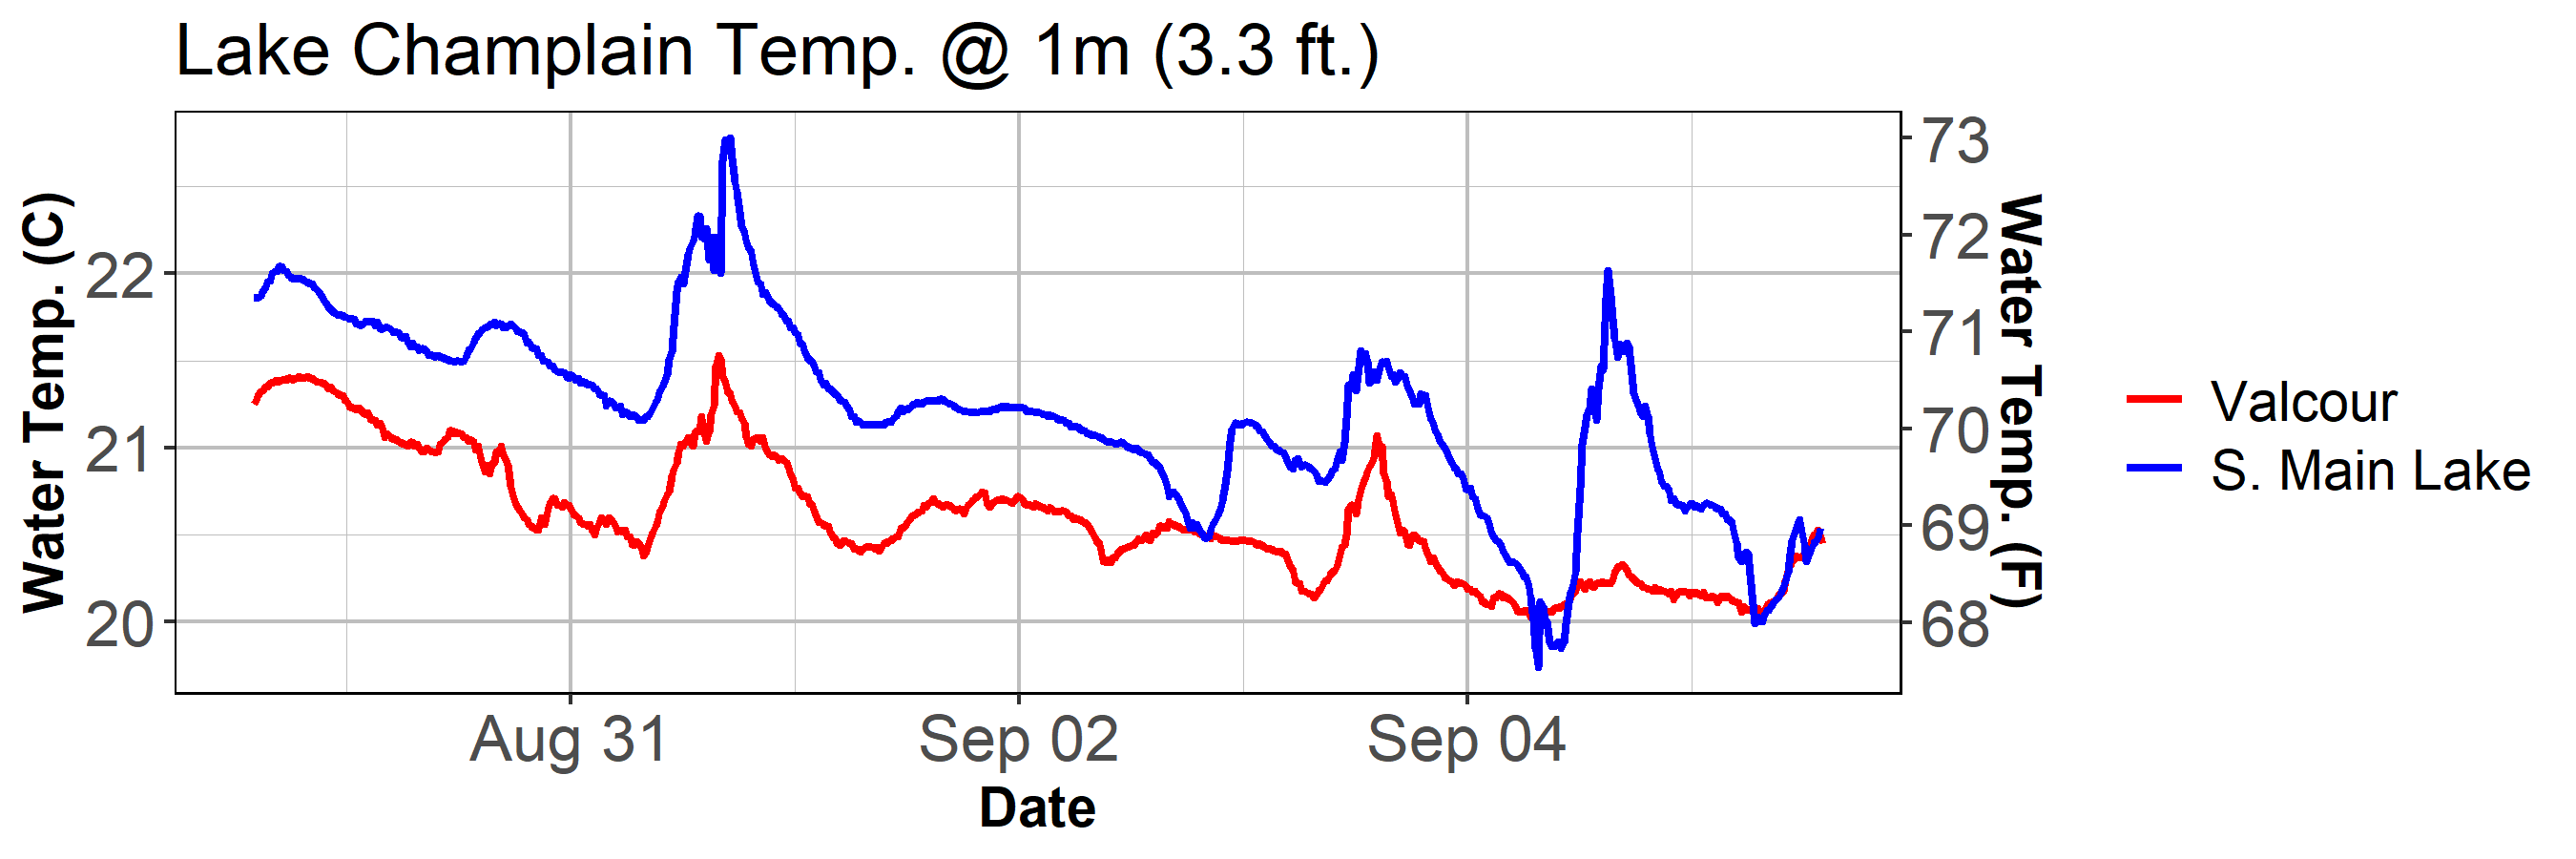 Lake Champlain Temp. @ 1m (3.3 ft.)
Water Temp. (C)
22
21
20
73
72
71
70
69
68
Water Temp. (F)
Aug 31
Sep 02
Sep 04
Date
Valcour
S. Main Lake